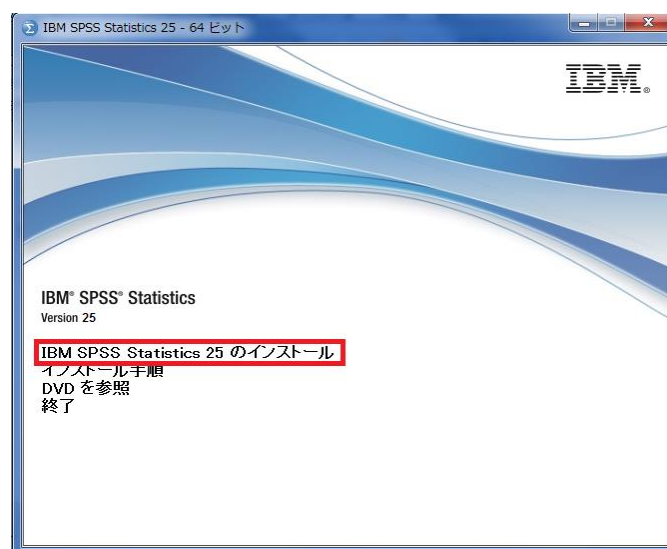 IBM SPSS Statistics 25 - 64 ビット
IBM®
IBM® SPSS® Statistics
Version 25
IBM SPSS Statistics 25 のインストール
インストール手順
DVD を参照
終了